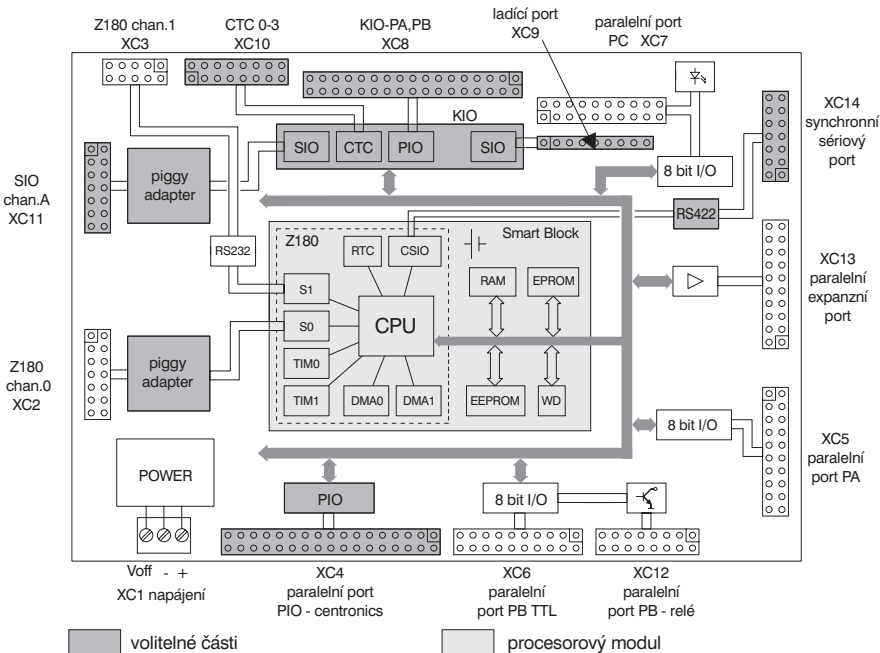 Z180 chan.1
XC3
CTC 0-3
XC10
KIO-PA,PB
XC8
ladící port
XC9
paralelní port
PC XC7
KIO
SIO
CTC
PIO
SIO
XC14
synchronní
sériový
port
8 bit I/O
SIO
chan.A
XC11
piggy
adapter
RS232
RS422
Z180
RTC
CSIO
Smart Block
S1
S0
TIM0
TIM1
CPU
DMA0
DMA1
RAM
EPROM
EEPROM
WD
XC13
paralelní
expanzní
port
Z180
chan.0
XC2
piggy
adapter
8 bit I/O
XC5
paralelní
port PA
POWER
PIO
8 bit I/O
Voff - +
XC1 napájení
XC4
paralelní port
PIO - centronics
XC6
paralelní
port PB TTL
XC12
paralelní
port PB - relé
volitelné části
procesorový modul